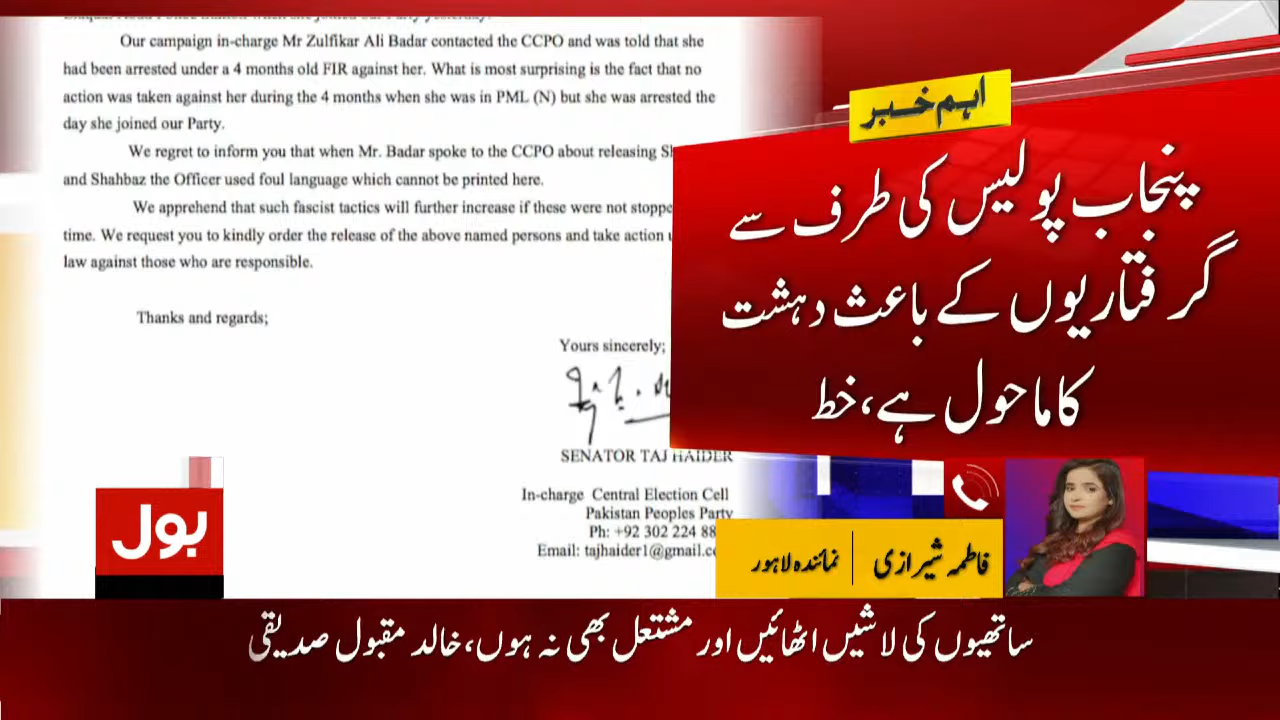 Our campaign in-charge Mr Zulfikar Ali Badar contacted the CCPO and was told that she
had been arrested under a 4 months old FIR against her. What is most surprising is the fact that no
action was taken against her during the 4 months when she was in PML (N) but she was arrested the
day she joined our Party.
We regret to inform you that when Mr. Badar spoke to the CCPO about releasing
and Shahbaz the Officer used foul language which cannot be printed here.
We apprehend that such fascist tactics will further increase if these were not
time. We request you to kindly order the release of the above named persons and take action
law against those who are responsible.
Thanks and regards;
Yours sincerely;
SENATOR TAJ HAIDER
In-charge Central Election Cell
Pakistan Peoples Party
Ph: +92 302 224 88
Email: tajhaider1@gmail.c
اہم خبر
پنجاب پولیس کی طرف سے
گرفتاریوں کے باعث دہشت
کا ماحول ہے، خط
فاطمہ شیرازی
نمائندہ لاہور
بول
ساتھیوں کی لاشیں اٹھائیں اور مشتعل بھی نہ ہوں، خالد مقبول صدیقی